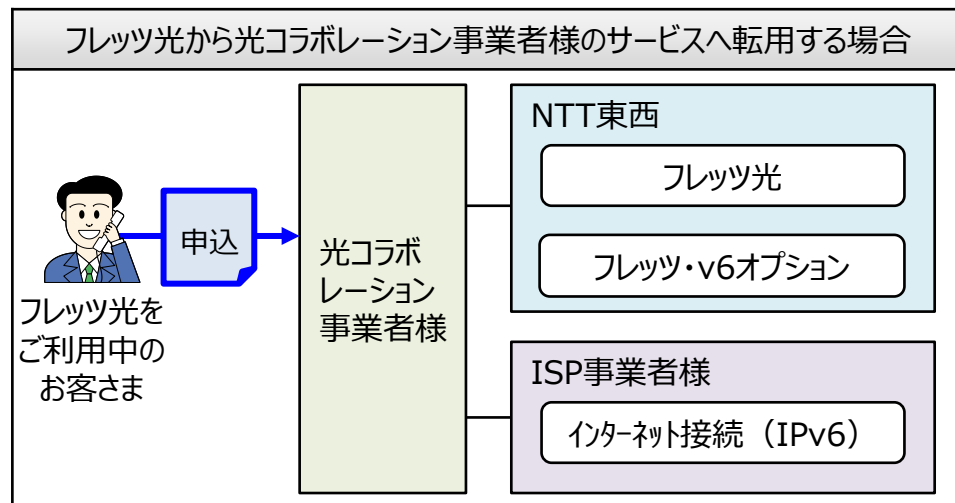 フレッツ光から光コラボレーション事業者様のサービスへ転用する場合
NTT東西
フレッツ光
フレッツ・v6オプション
申込
光コラボ
レーション
事業者様
フレッツ光を
ご利用中の
お客さま
ISP事業者様
インターネット接続（IPv6）